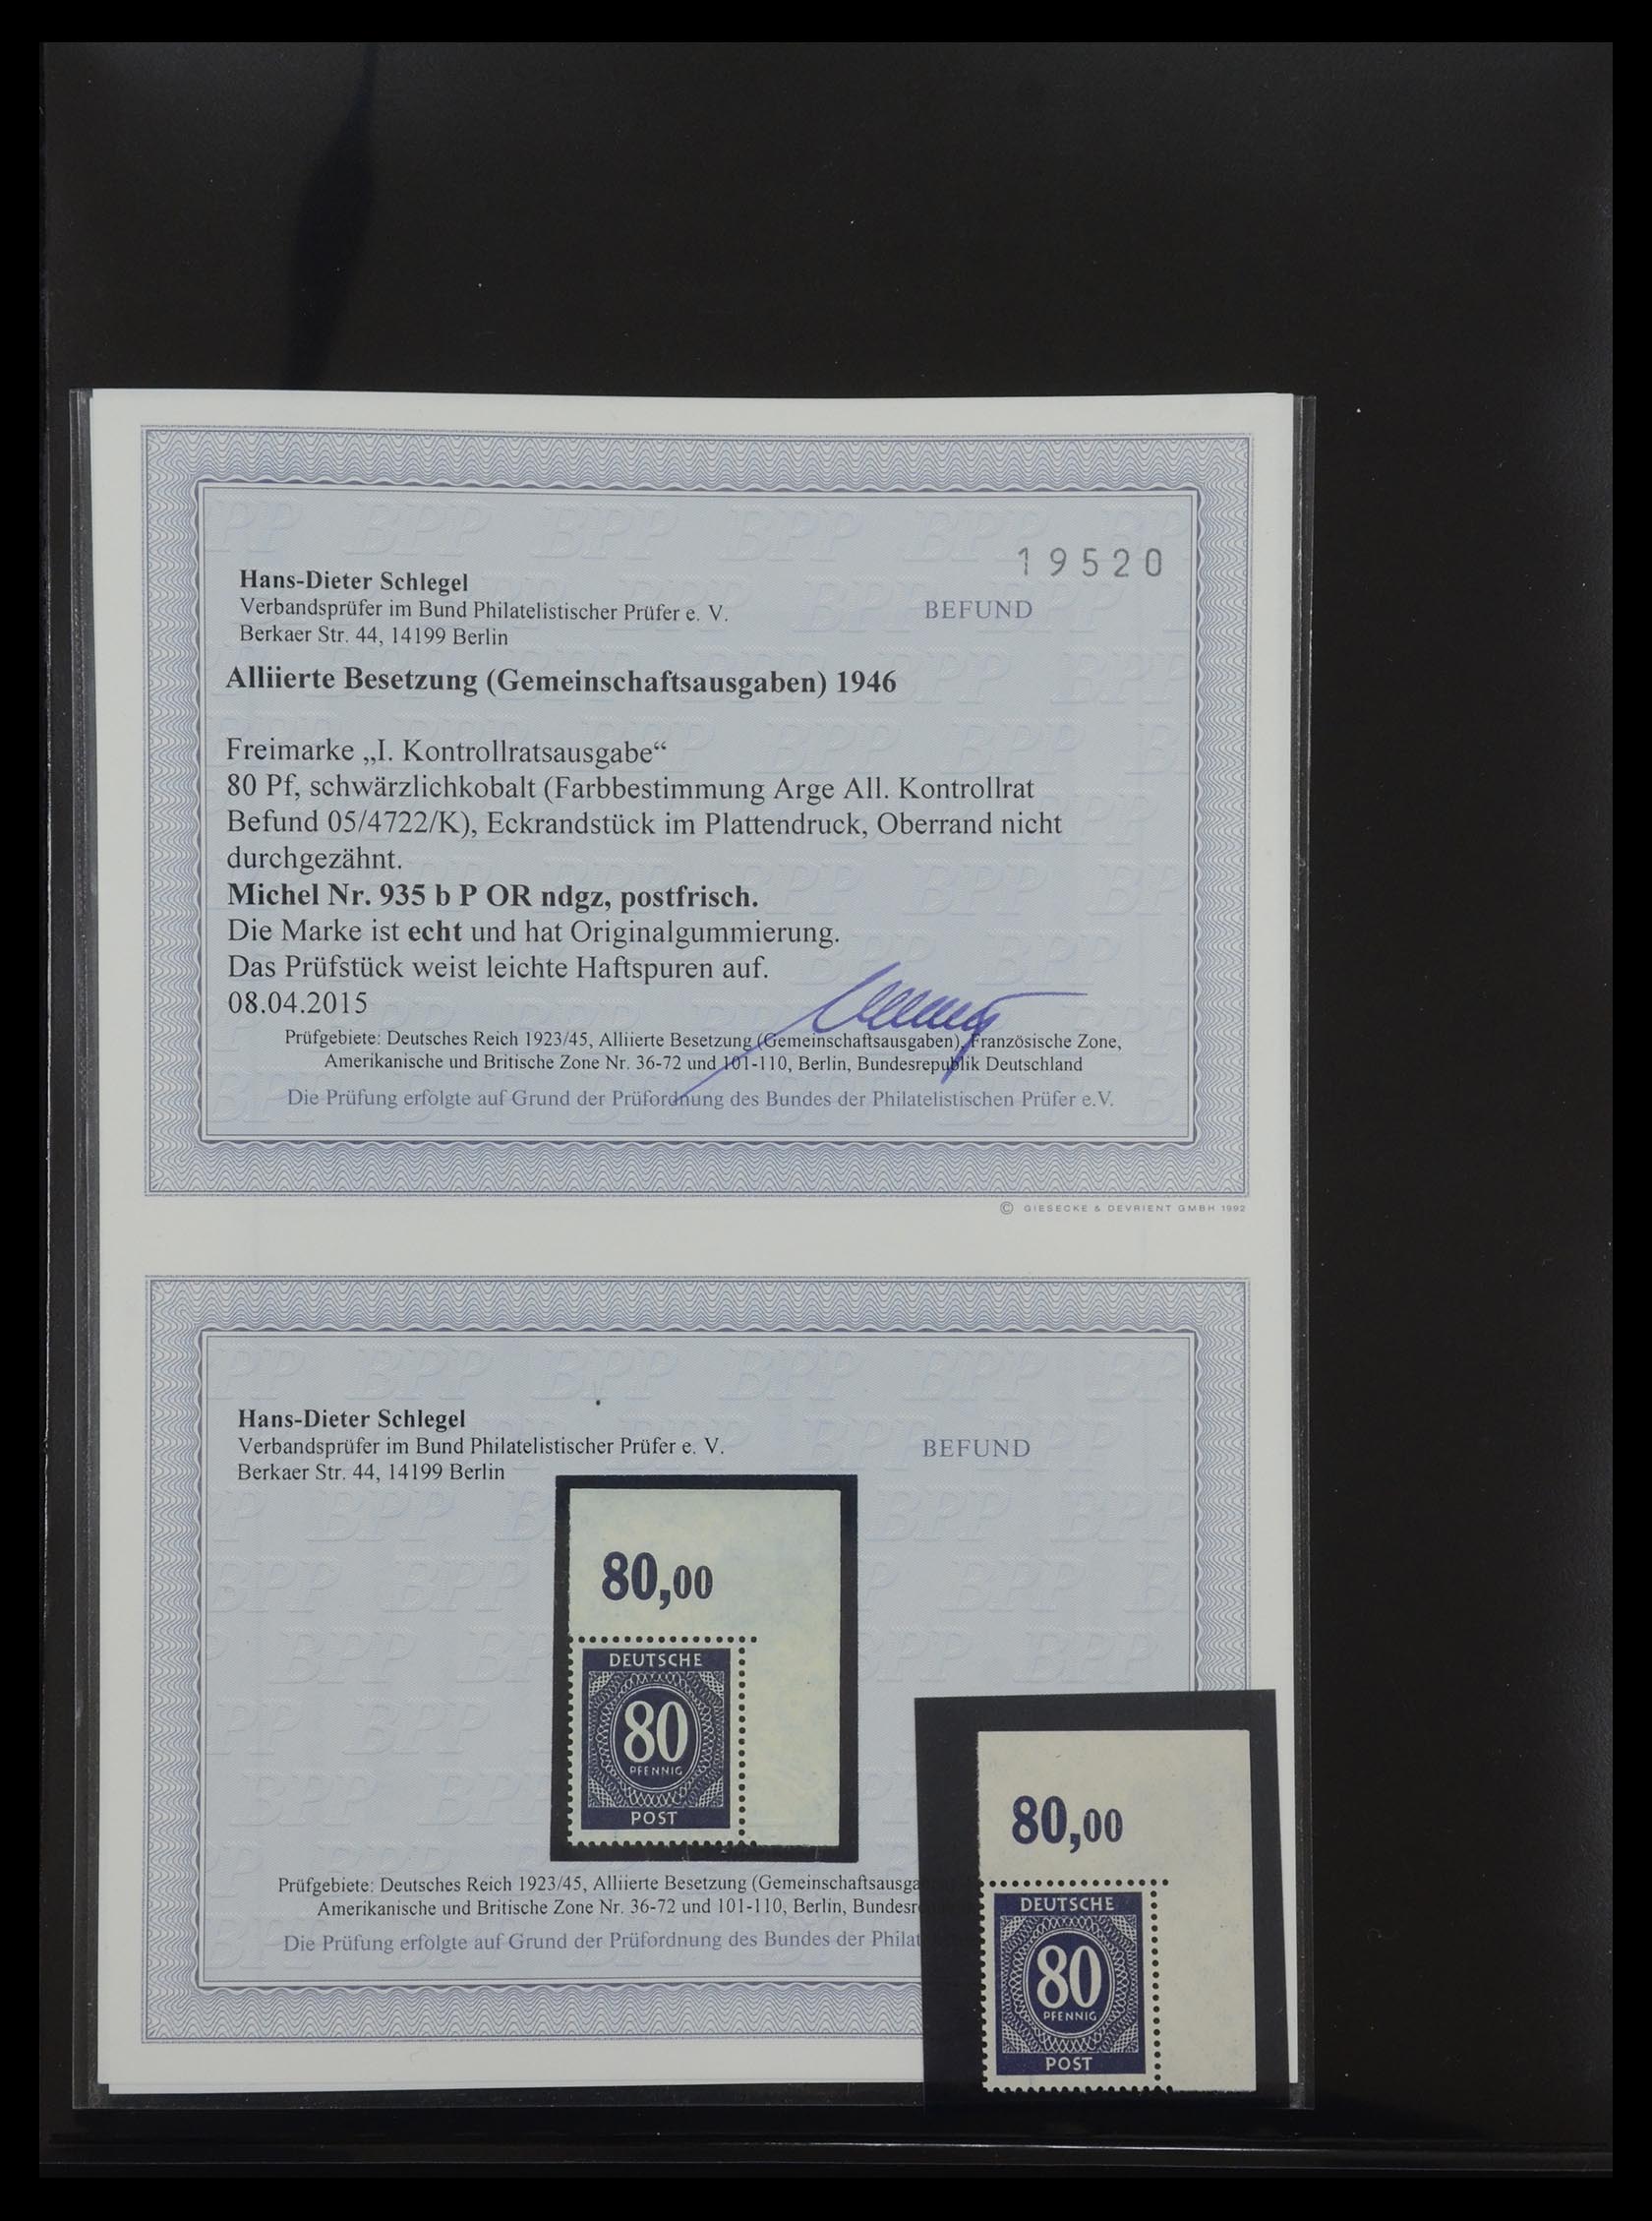 19520
Hans-Dieter Schlegel
Verbandsprüfer im Bund Philatelistischer Prüfer e. V.
BEFUND
Berkaer Str. 44, 14199 Berlin
Alliierte Besetzung (Gemeinschaftsausgaben) 1946
Freimarke „I. Kontrollratsausgabe“
80 Pf, schwärzlichkobalt (Farbbestimmung Arge All. Kontrollrat
Befund 05/4722/K), Eckrandstück im Plattendruck, Oberrand nicht
durchgezähnt.
Michel Nr. 935 b P OR ndgz, postfrisch.
Die Marke ist echt und hat Originalgummierung.
Das Prüfstück weist leichte Haftspuren auf.
08.04.2015
Prüfgebiete: Deutsches Reich 1923/45, Alliierte Besetzung (Gemeinschaftsausgaben), Französische Zone,
Amerikanische und Britische Zone Nr. 36-72 und 101-110, Berlin, Bundesrepublik Deutschland
Die Prüfung erfolgte auf Grund der Prüfordnung des Bundes der Philatelistischen Prüfer e.V.
© GIESECKE & DEVRIENT GMBH 1992
Hans-Dieter Schlegel
Verbandsprüfer im Bund Philatelistischer Prüfer e. V.
BEFUND
Berkaer Str. 44, 14199 Berlin
80,00
DEUTSCHE
80
PFENNIG
POST
Prüfgebiete: Deutsches Reich 1923/45, Alliierte Besetzung (Gemeinschaftsausga
Amerikanische und Britische Zone Nr. 36-72 und 101-110, Berlin, Bundesr
Die Prüfung erfolgte auf Grund der Prüfordnung des Bundes der Philat
80,00
DEUTSCHE
80
PFENNIG
POST